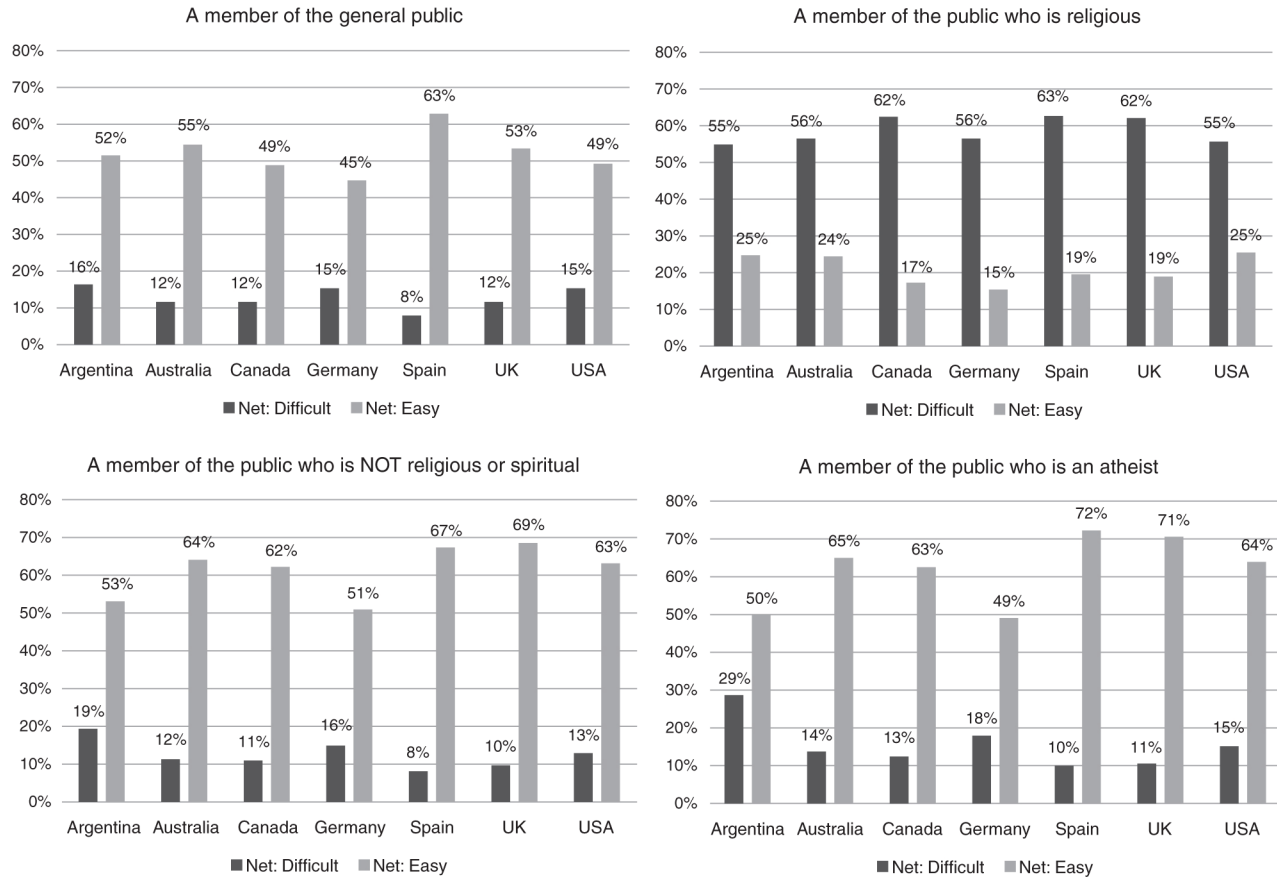 A member of the general public
80%
70%
60%
50%
40%
30%
20%
10%
0%
16% 52% 12% 55% 12% 49% 15% 45% 8% 63% 12% 53% 15% 49%
Argentina Australia Canada Germany Spain UK USA
Net: Difficult Net: Easy
A member of the public who is religious
80%
70%
60%
50%
40%
30%
20%
10%
0%
55% 25% 56% 24% 62% 17% 56% 15% 63% 19% 62% 19% 55% 25%
Argentina Australia Canada Germany Spain UK USA
Net: Difficult Net: Easy
A member of the public who is NOT religious or spiritual
80%
70%
60%
50%
40%
30%
20%
10%
0%
19% 53% 12% 64% 11% 62% 16% 51% 8% 67% 10% 69% 13% 63%
Argentina Australia Canada Germany Spain UK USA
Net: Difficult Net: Easy
A member of the public who is an atheist
80%
70%
60%
50%
40%
30%
20%
10%
0%
29% 50% 14% 65% 13% 63% 18% 49% 10% 72% 11% 71% 15% 64%
Argentina Australia Canada Germany Spain UK USA
Net: Difficult Net: Easy